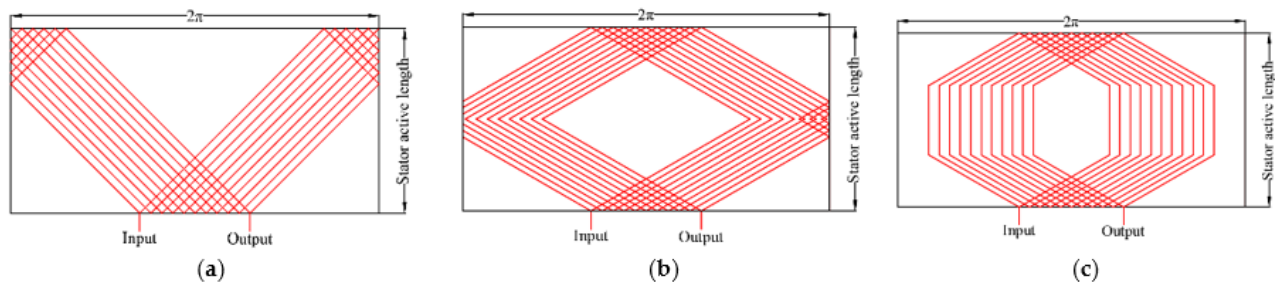 2π
Stator active length
Input
Output
(a)
2π
Stator active length
Input
Output
(b)
2π
Stator active length
Input
Output
(c)